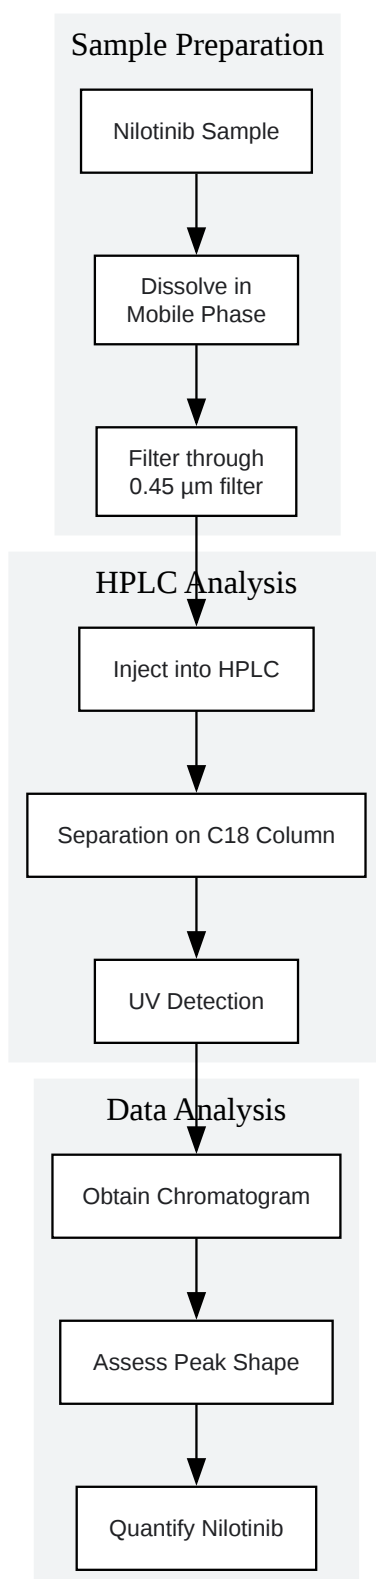 Sample Preparation
Nilotinib Sample
Dissolve in
Mobile Phase
Filter through
0.45 µm filter
HPLC Analysis
Inject into HPLC
Separation on C18 Column
UV Detection
Data Analysis
Obtain Chromatogram
Assess Peak Shape
Quantify Nilotinib